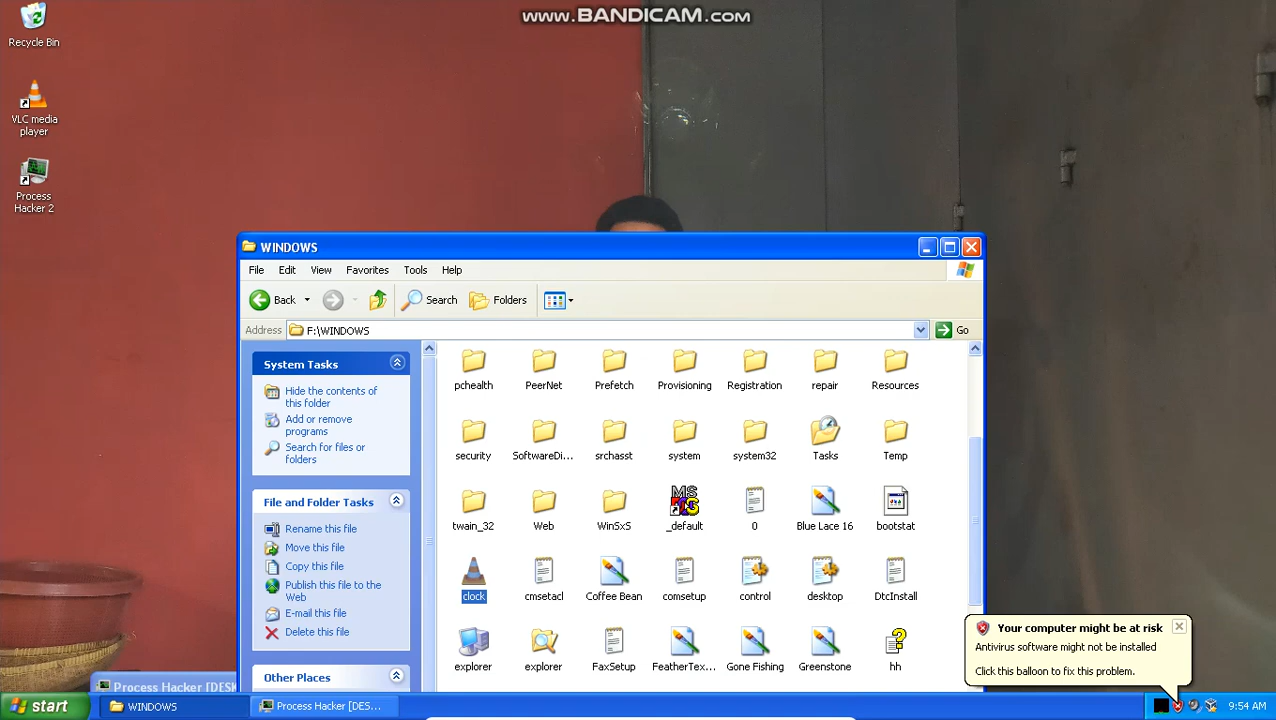 www.BANDICAM.com
Recycle Bin
VLC media
player
Process
Hacker 2
WINDOWS
File Edit View Favorites Tools Help
Back Search Folders
Address F:\WINDOWS Go
System Tasks
Hide the contents of
this folder
Add or remove
programs
Search for files or
folders
File and Folder Tasks
Rename this file
Move this file
Copy this file
Publish this file to the
Web
E-mail this file
Delete this file
Other Places
pchealth PeerNet Prefetch Provisioning Registration repair Resources
security SoftwareDi... srchasst system system32 Tasks Temp
MS
twain_32 Web WinSxS _default 0 Blue Lace 16 bootstat
clock cmsetacl Coffee Bean comsetup control desktop DtcInstall
explorer explorer FaxSetup FeatherTex... Gone Fishing Greenstone hh
Your computer might be at risk
Antivirus software might not be installed
Click this balloon to fix this problem.
Process Hacker [DESK
start WINDOWS Process Hacker [DES... 9:54 AM